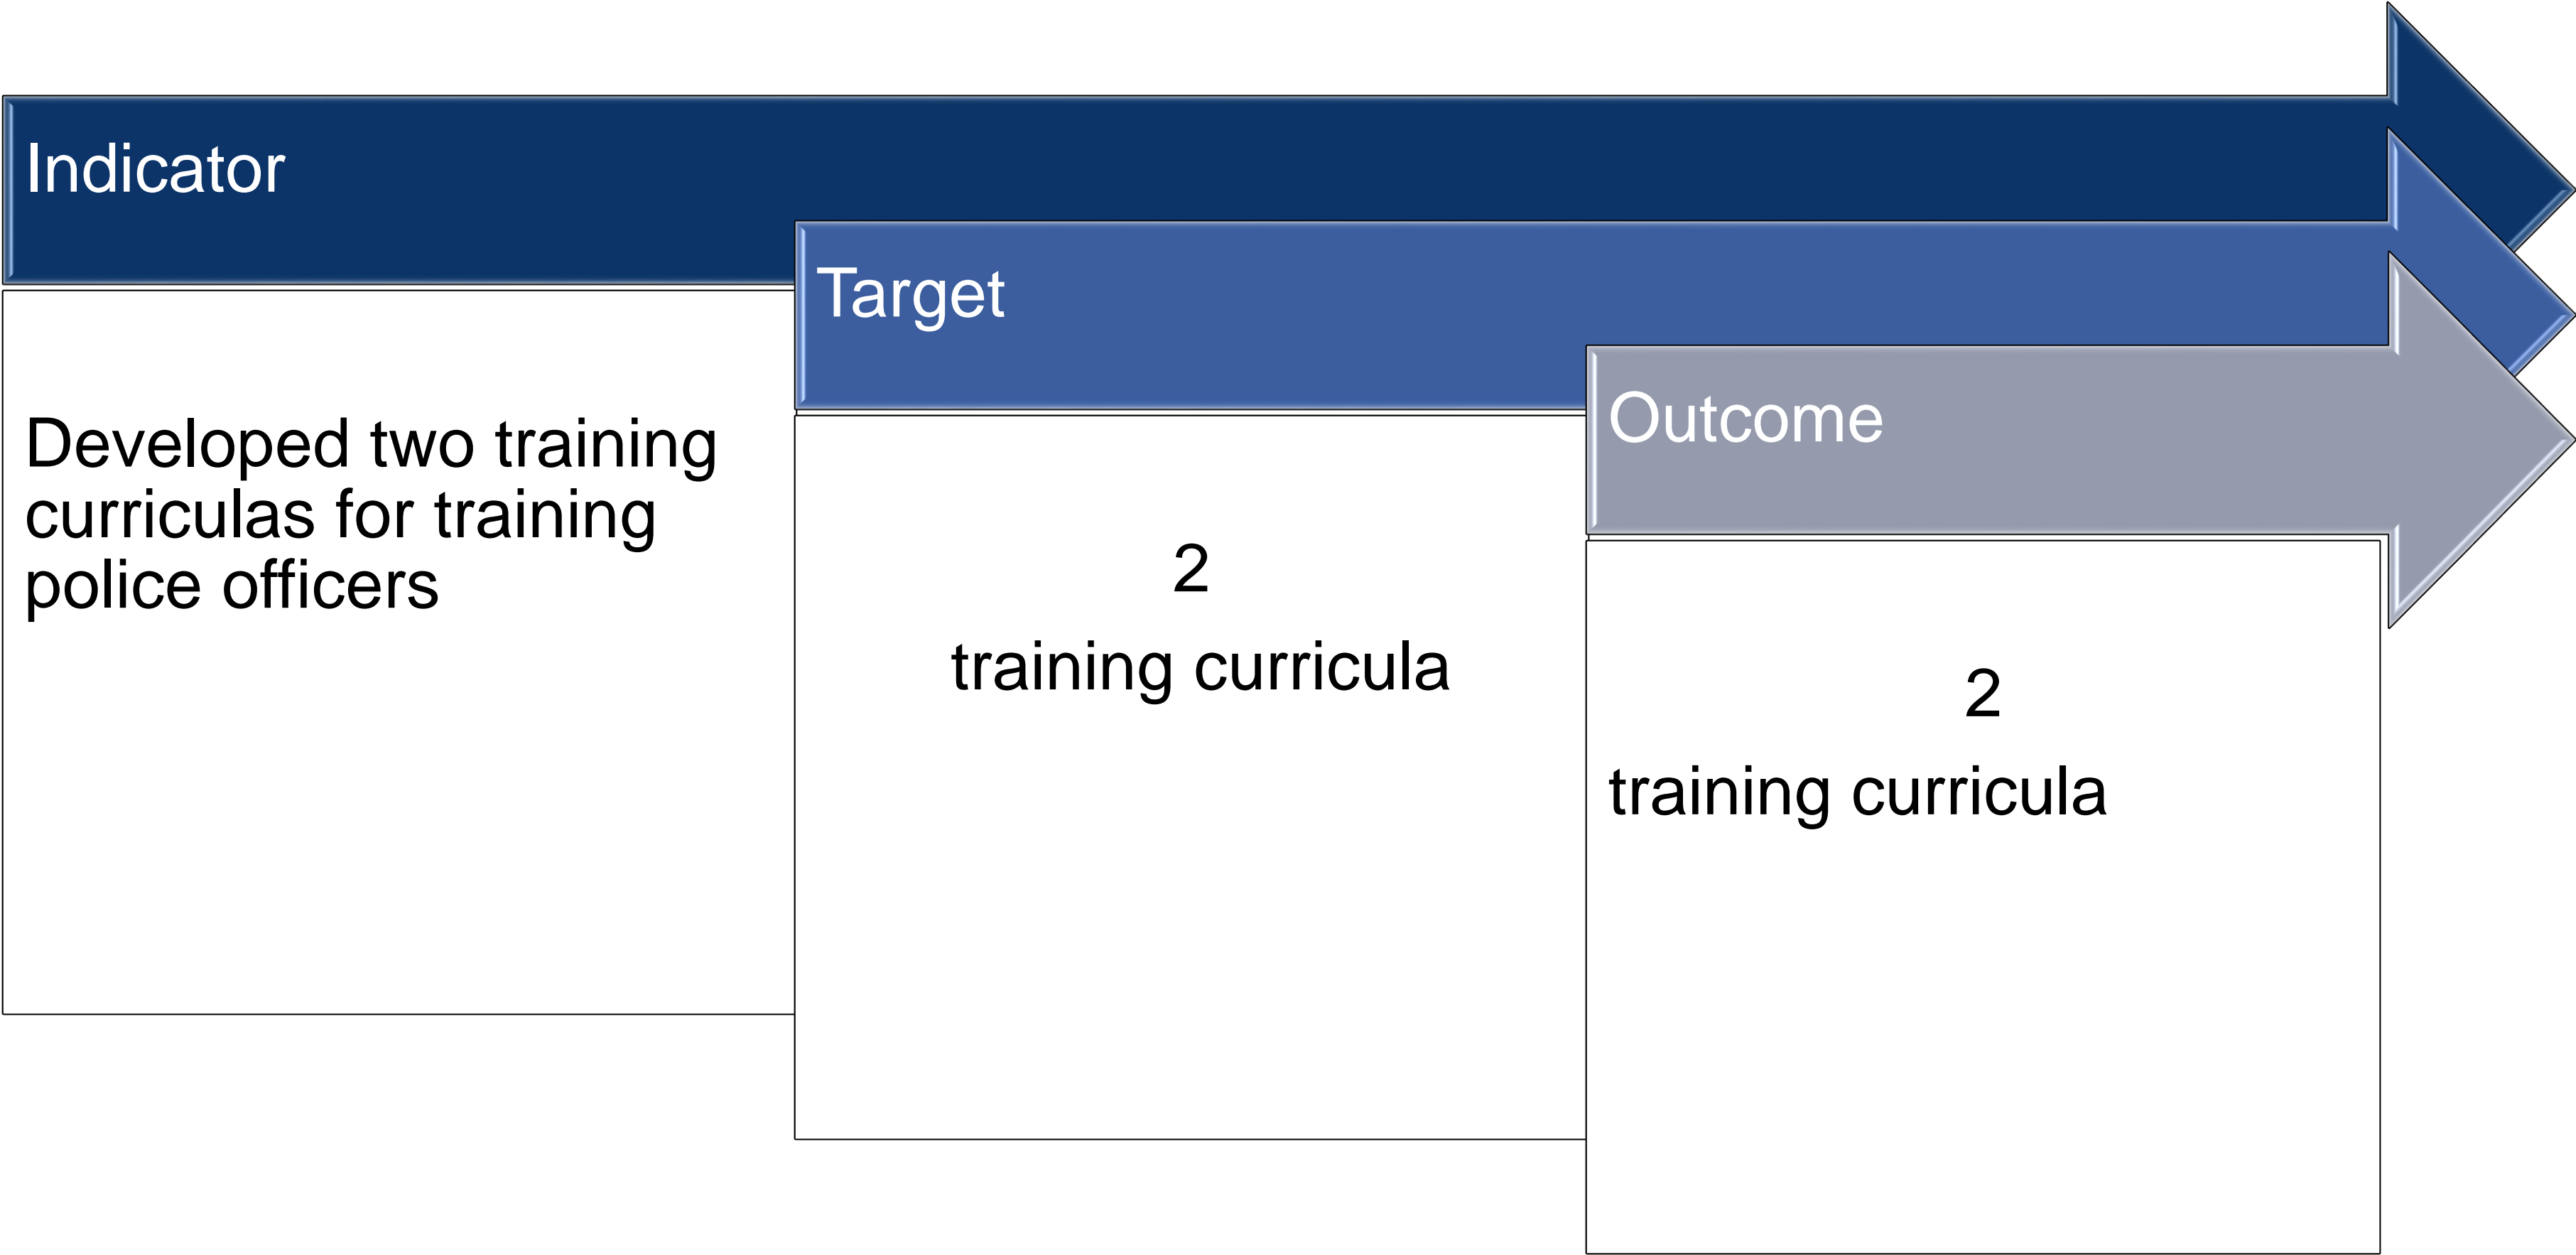 Indicator
Developed two training
curriculas for training
police officers
Target
2
training curricula
Outcome
2
training curricula